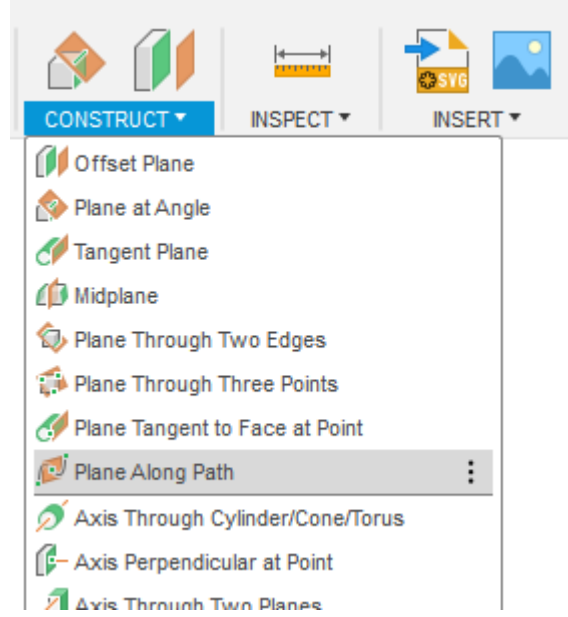 SVG
CONSTRUCT INSPECT INSERT
Offset Plane
Plane at Angle
Tangent Plane
Midplane
Plane Through Two Edges
Plane Through Three Points
Plane Tangent to Face at Point
Plane Along Path
Axis Through Cylinder/Cone/Torus
Axis Perpendicular at Point
Axis Through Two Planes